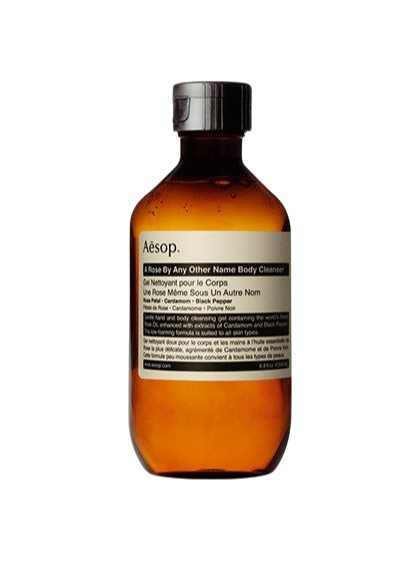 Aēsop.
A Rose By Any Other Name Body Cleanser
Gel Nettoyant pour le Corps
Une Rose Même Sous Un Autre Nom
Rose Petal · Cardamom · Black Pepper
Pétale de Rose · Cardamome · Poivre Noir
Gentle hand and body cleansing gel containing the world's finest
Rose Oil, enhanced with extracts of Cardamom and Black Pepper.
This low-foaming formula is suited to all skin types.
Gel nettoyant doux pour le corps et les mains à l'huile essentielle de
Rose la plus délicate, agrémenté de Cardamome et de Poivre Noir.
Cette formule peu moussante convient à tous les types de peaux.
www.aesop.com
6.8 fl oz